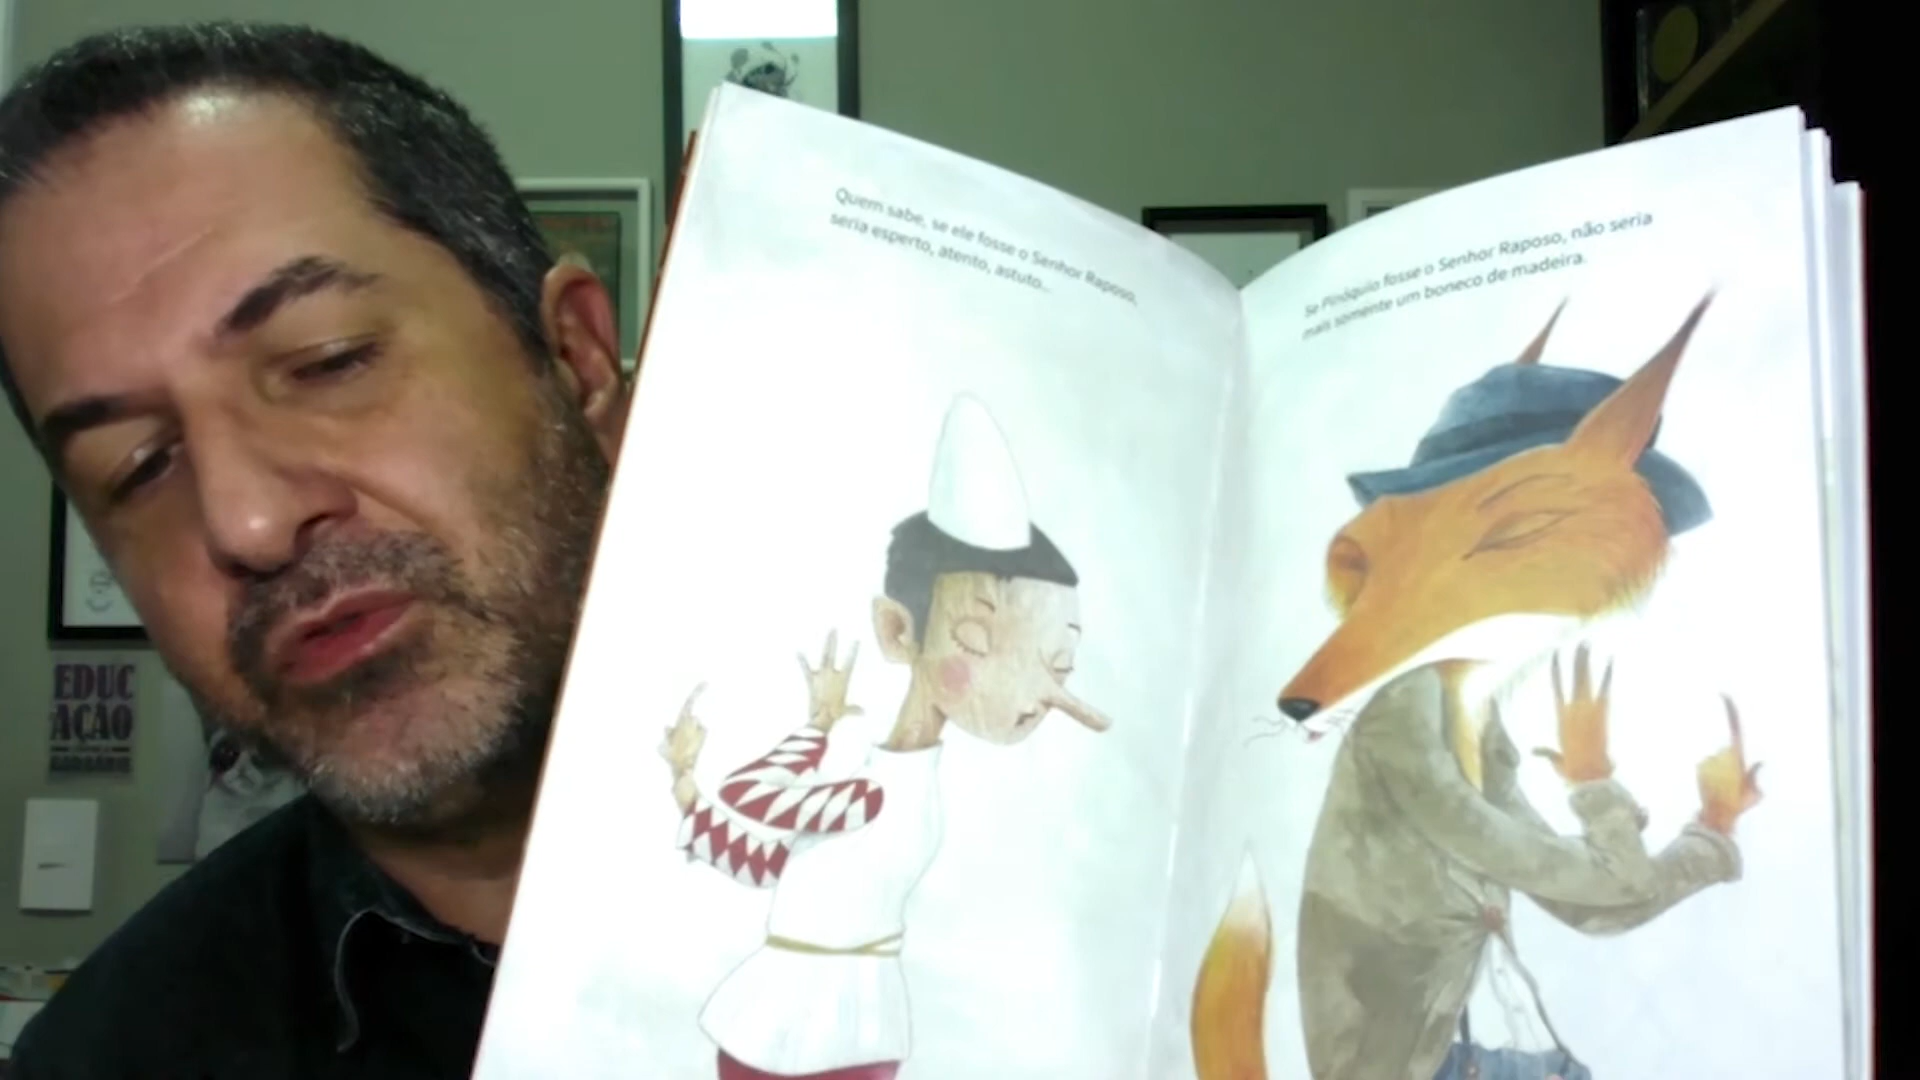 Quem sabe, se ele fosse o Senhor Raposo,
seria esperto, atento, astuto...
Se Pinóquio fosse o Senhor Raposo, não seria
mais somente um boneco de madeira.
EDUC
AÇÃO